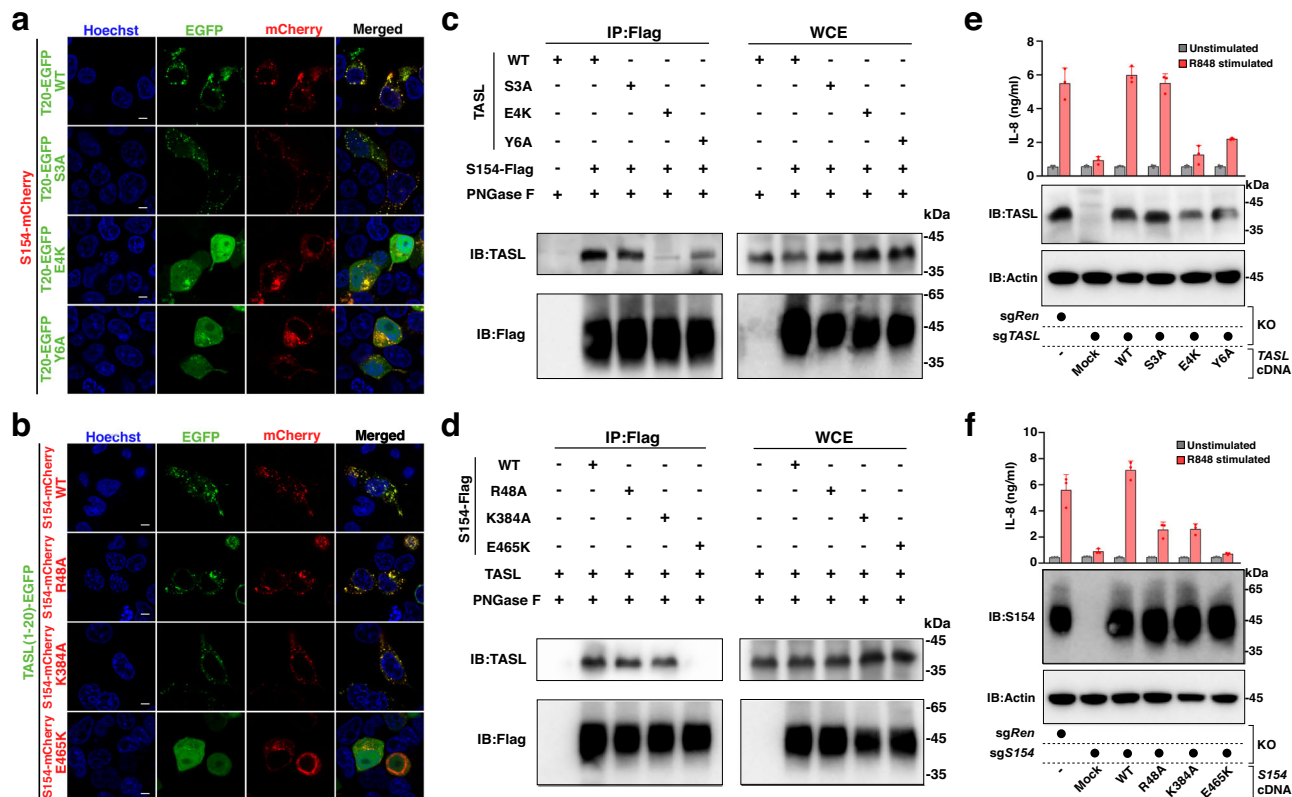 a
Hoechst EGFP mCherry Merged
S154-mCherry
T20-EGFP
WT
T20-EGFP
S3A
T20-EGFP
E4K
T20-EGFP
Y6A
b
Hoechst EGFP mCherry Merged
TASL(1-20)-EGFP
S154-mCherry
WT
S154-mCherry
R48A
S154-mCherry
K384A
S154-mCherry
E465K
c
IP:Flag WCE
TASL
WT + + - - - + + - - -
S3A - - + - - - - + - -
E4K - - - + - - - - + -
Y6A - - - - + - - - - +
S154-Flag - + + + + - + + + +
PNGase F + + + + + + + + + +
kDa
IB:TASL
-45
-35
IB:Flag
-65
-45
-35
d
IP:Flag WCE
S154-Flag
WT - + - - - - + - - -
R48A - - + - - - - + - -
K384A - - - + - - - - + -
E465K - - - - + - - - - +
TASL + + + + + + + + + +
PNGase F + + + + + + + + + +
kDa
IB:TASL
-45
-35
IB:Flag
-65
-45
-35
e
Unstimulated
R848 stimulated
IL-8 (ng/ml)
8
6
4
2
0
kDa
IB:TASL
-45
-35
IB:Actin
-45
sgRen
sgTASL
KO
- Mock WT S3A E4K Y6A
TASL
cDNA
f
Unstimulated
R848 stimulated
IL-8 (ng/ml)
10
8
6
4
2
0
kDa
IB:S154
-65
-45
-35
IB:Actin
-45
sgRen
sgS154
KO
- Mock WT R48A K384A E465K
S154
cDNA